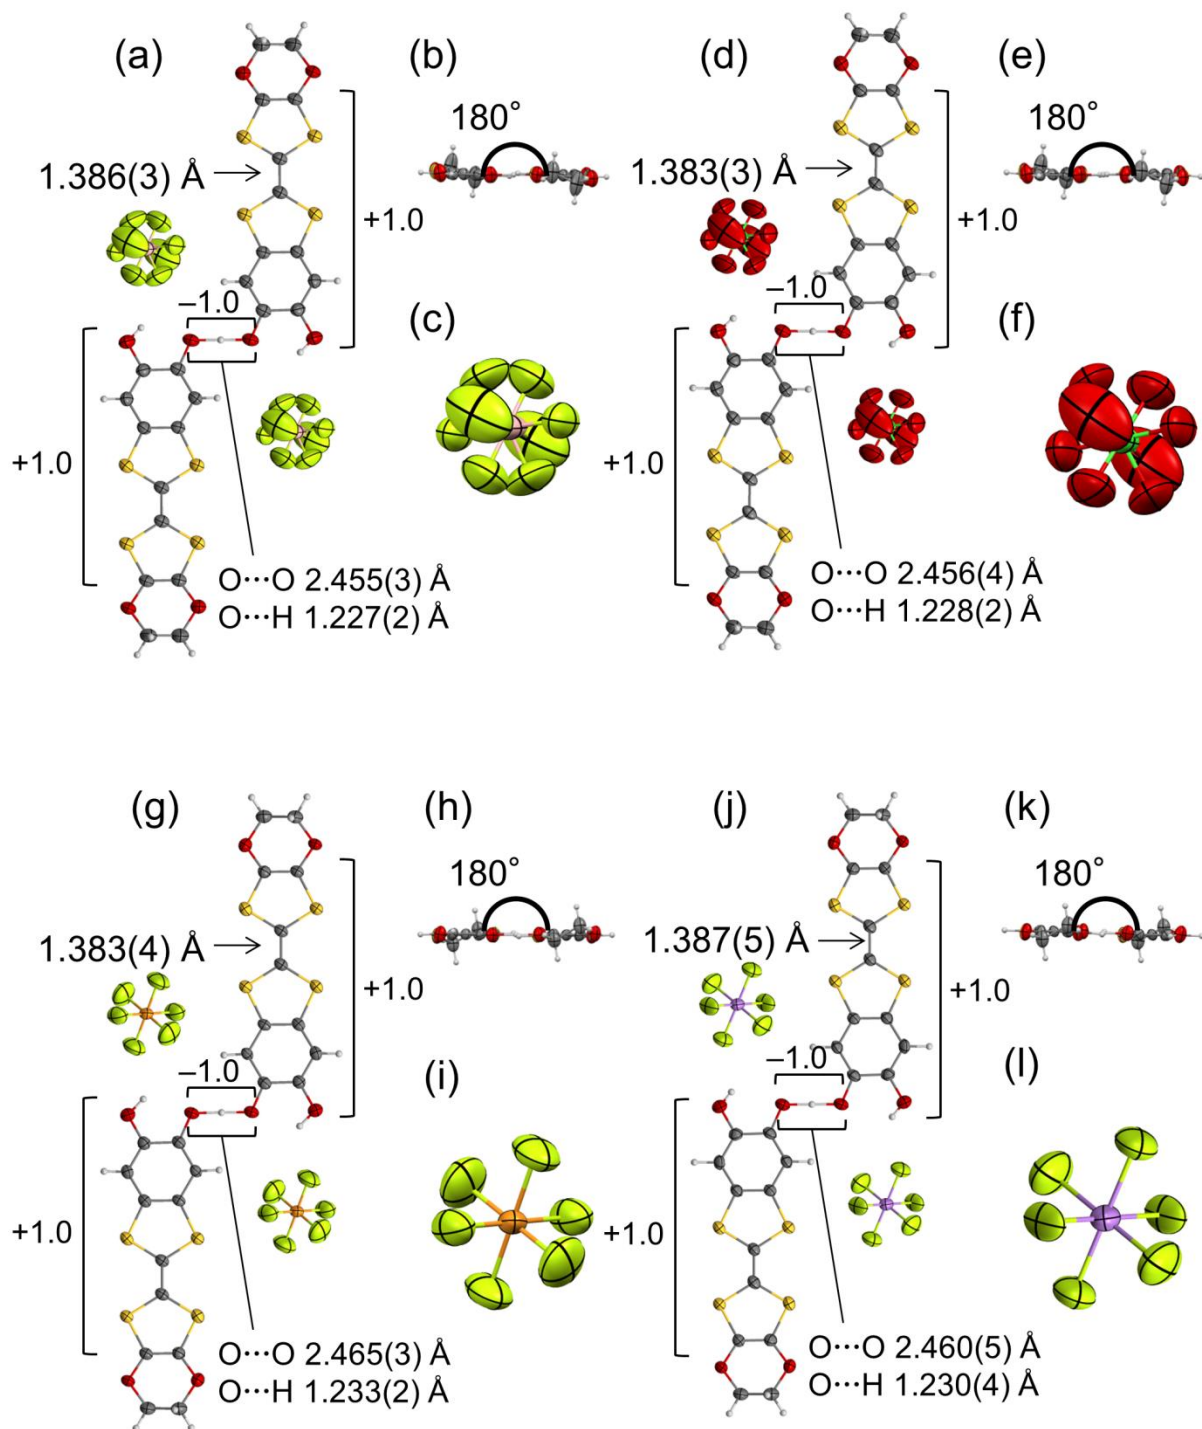 (a)
(b)
(d)
(e)
180°
180°
1.386(3) Å
1.383(3) Å
+1.0
+1.0
–1.0
–1.0
(c)
(f)
+1.0
+1.0
O···O 2.455(3) Å
O···H 1.227(2) Å
O···O 2.456(4) Å
O···H 1.228(2) Å
(g)
(h)
(j)
(k)
180°
180°
1.383(4) Å
1.387(5) Å
+1.0
+1.0
–1.0
–1.0
(i)
(l)
+1.0
+1.0
O···O 2.465(3) Å
O···H 1.233(2) Å
O···O 2.460(5) Å
O···H 1.230(4) Å